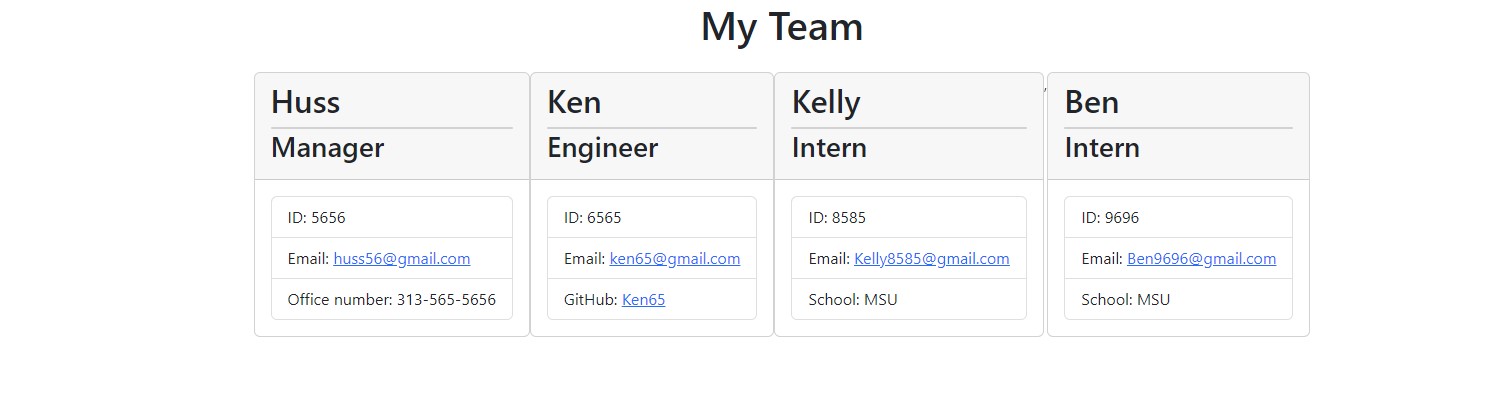 My Team
Huss
Manager
ID: 5656
Email: huss56@gmail.com
Office number: 313-565-5656
Ken
Engineer
ID: 6565
Email: ken65@gmail.com
GitHub: Ken65
Kelly
Intern
ID: 8585
Email: Kelly8585@gmail.com
School: MSU
,
Ben
Intern
ID: 9696
Email: Ben9696@gmail.com
School: MSU